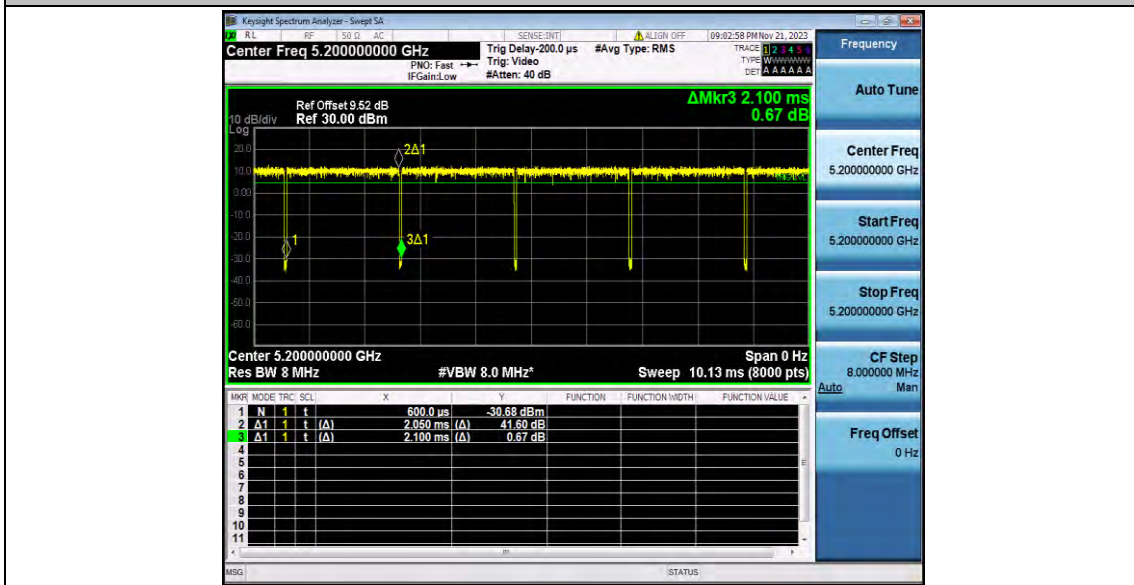 Keysight Spectrum Analyzer - Swept SA
RL RF 50 Ω AC SENSE:INT ALIGN OFF 09:02:58 PM Nov 21, 2023
Center Freq 5.200000000 GHz
PNO: Fast
IFGain:Low
Trig Delay-200.0 µs
Trig: Video
#Atten: 40 dB
#Avg Type: RMS
TRACE 1 2 3 4 5 6
TYPE WWWWWW
DET A A A A A A
Ref Offset 9.52 dB
10 dB/div Ref 30.00 dBm
Log
ΔMkr3 2.100 ms
0.67 dB
20.0
10.0
0.00
-10.0
-20.0
-30.0
-40.0
-50.0
-60.0
2Δ1
1
3Δ1
Center 5.200000000 GHz Span 0 Hz
Res BW 8 MHz #VBW 8.0 MHz* Sweep 10.13 ms (8000 pts)
MKR MODE TRC SCL X Y FUNCTION FUNCTION WIDTH FUNCTION VALUE
1 N 1 t 600.0 µs -30.68 dBm
2 Δ1 1 t (Δ) 2.050 ms (Δ) 41.60 dB
3 Δ1 1 t (Δ) 2.100 ms (Δ) 0.67 dB
4
5
6
7
8
9
10
11
MSG STATUS
Frequency
Auto Tune
Center Freq
5.200000000 GHz
Start Freq
5.200000000 GHz
Stop Freq
5.200000000 GHz
CF Step
8.000000 MHz
Auto Man
Freq Offset
0 Hz